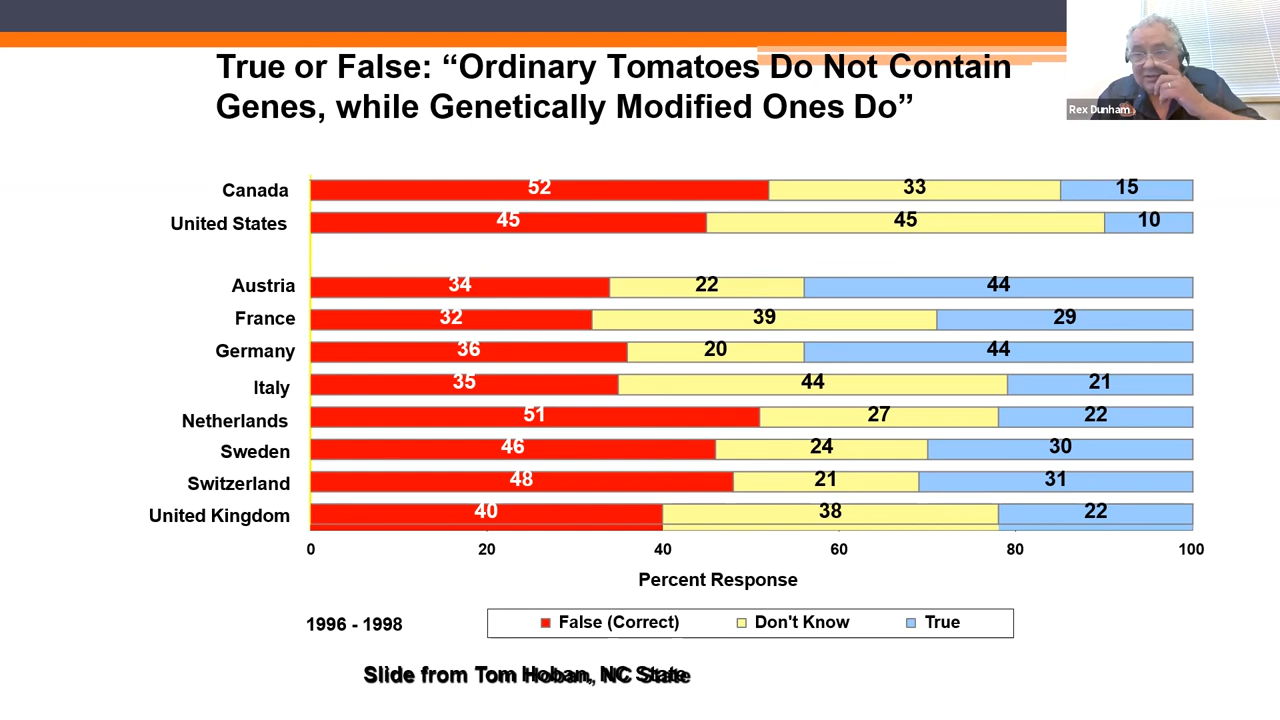 True or False: “Ordinary Tomatoes Do Not Contain
Genes, while Genetically Modified Ones Do”
Rex Dunham
Canada 52 33 15
United States 45 45 10
Austria 34 22 44
France 32 39 29
Germany 36 20 44
Italy 35 44 21
Netherlands 51 27 22
Sweden 46 24 30
Switzerland 48 21 31
United Kingdom 40 38 22
0 20 40 60 80 100
Percent Response
1996 - 1998
False (Correct) Don't Know True
Slide from Tom Hoban, NC State